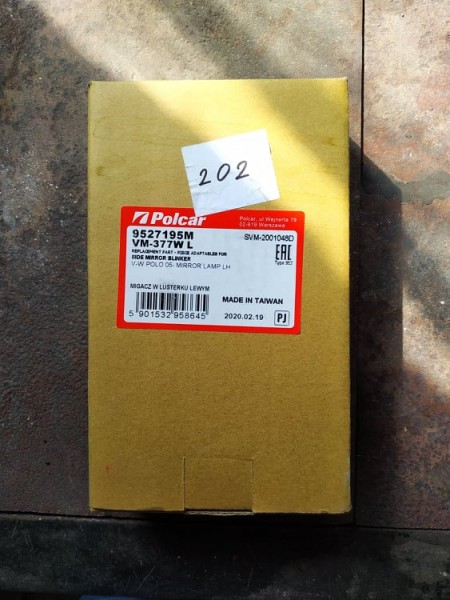 202
Polcar
Polcar, ul Wejnerta 19
02-619 Warszawa
9527195M
VM-377W L
SVM-2001048D
REPLACEMENT PART - PIECE ADAPTABLES FOR
SIDE MIRROR BLINKER
V-W POLO 05- MIRROR LAMP LH
EAC
MIGACZ W LUSTERKU LEWYM
MADE IN TAIWAN
5 901532 958645
2020.02.19
PJ